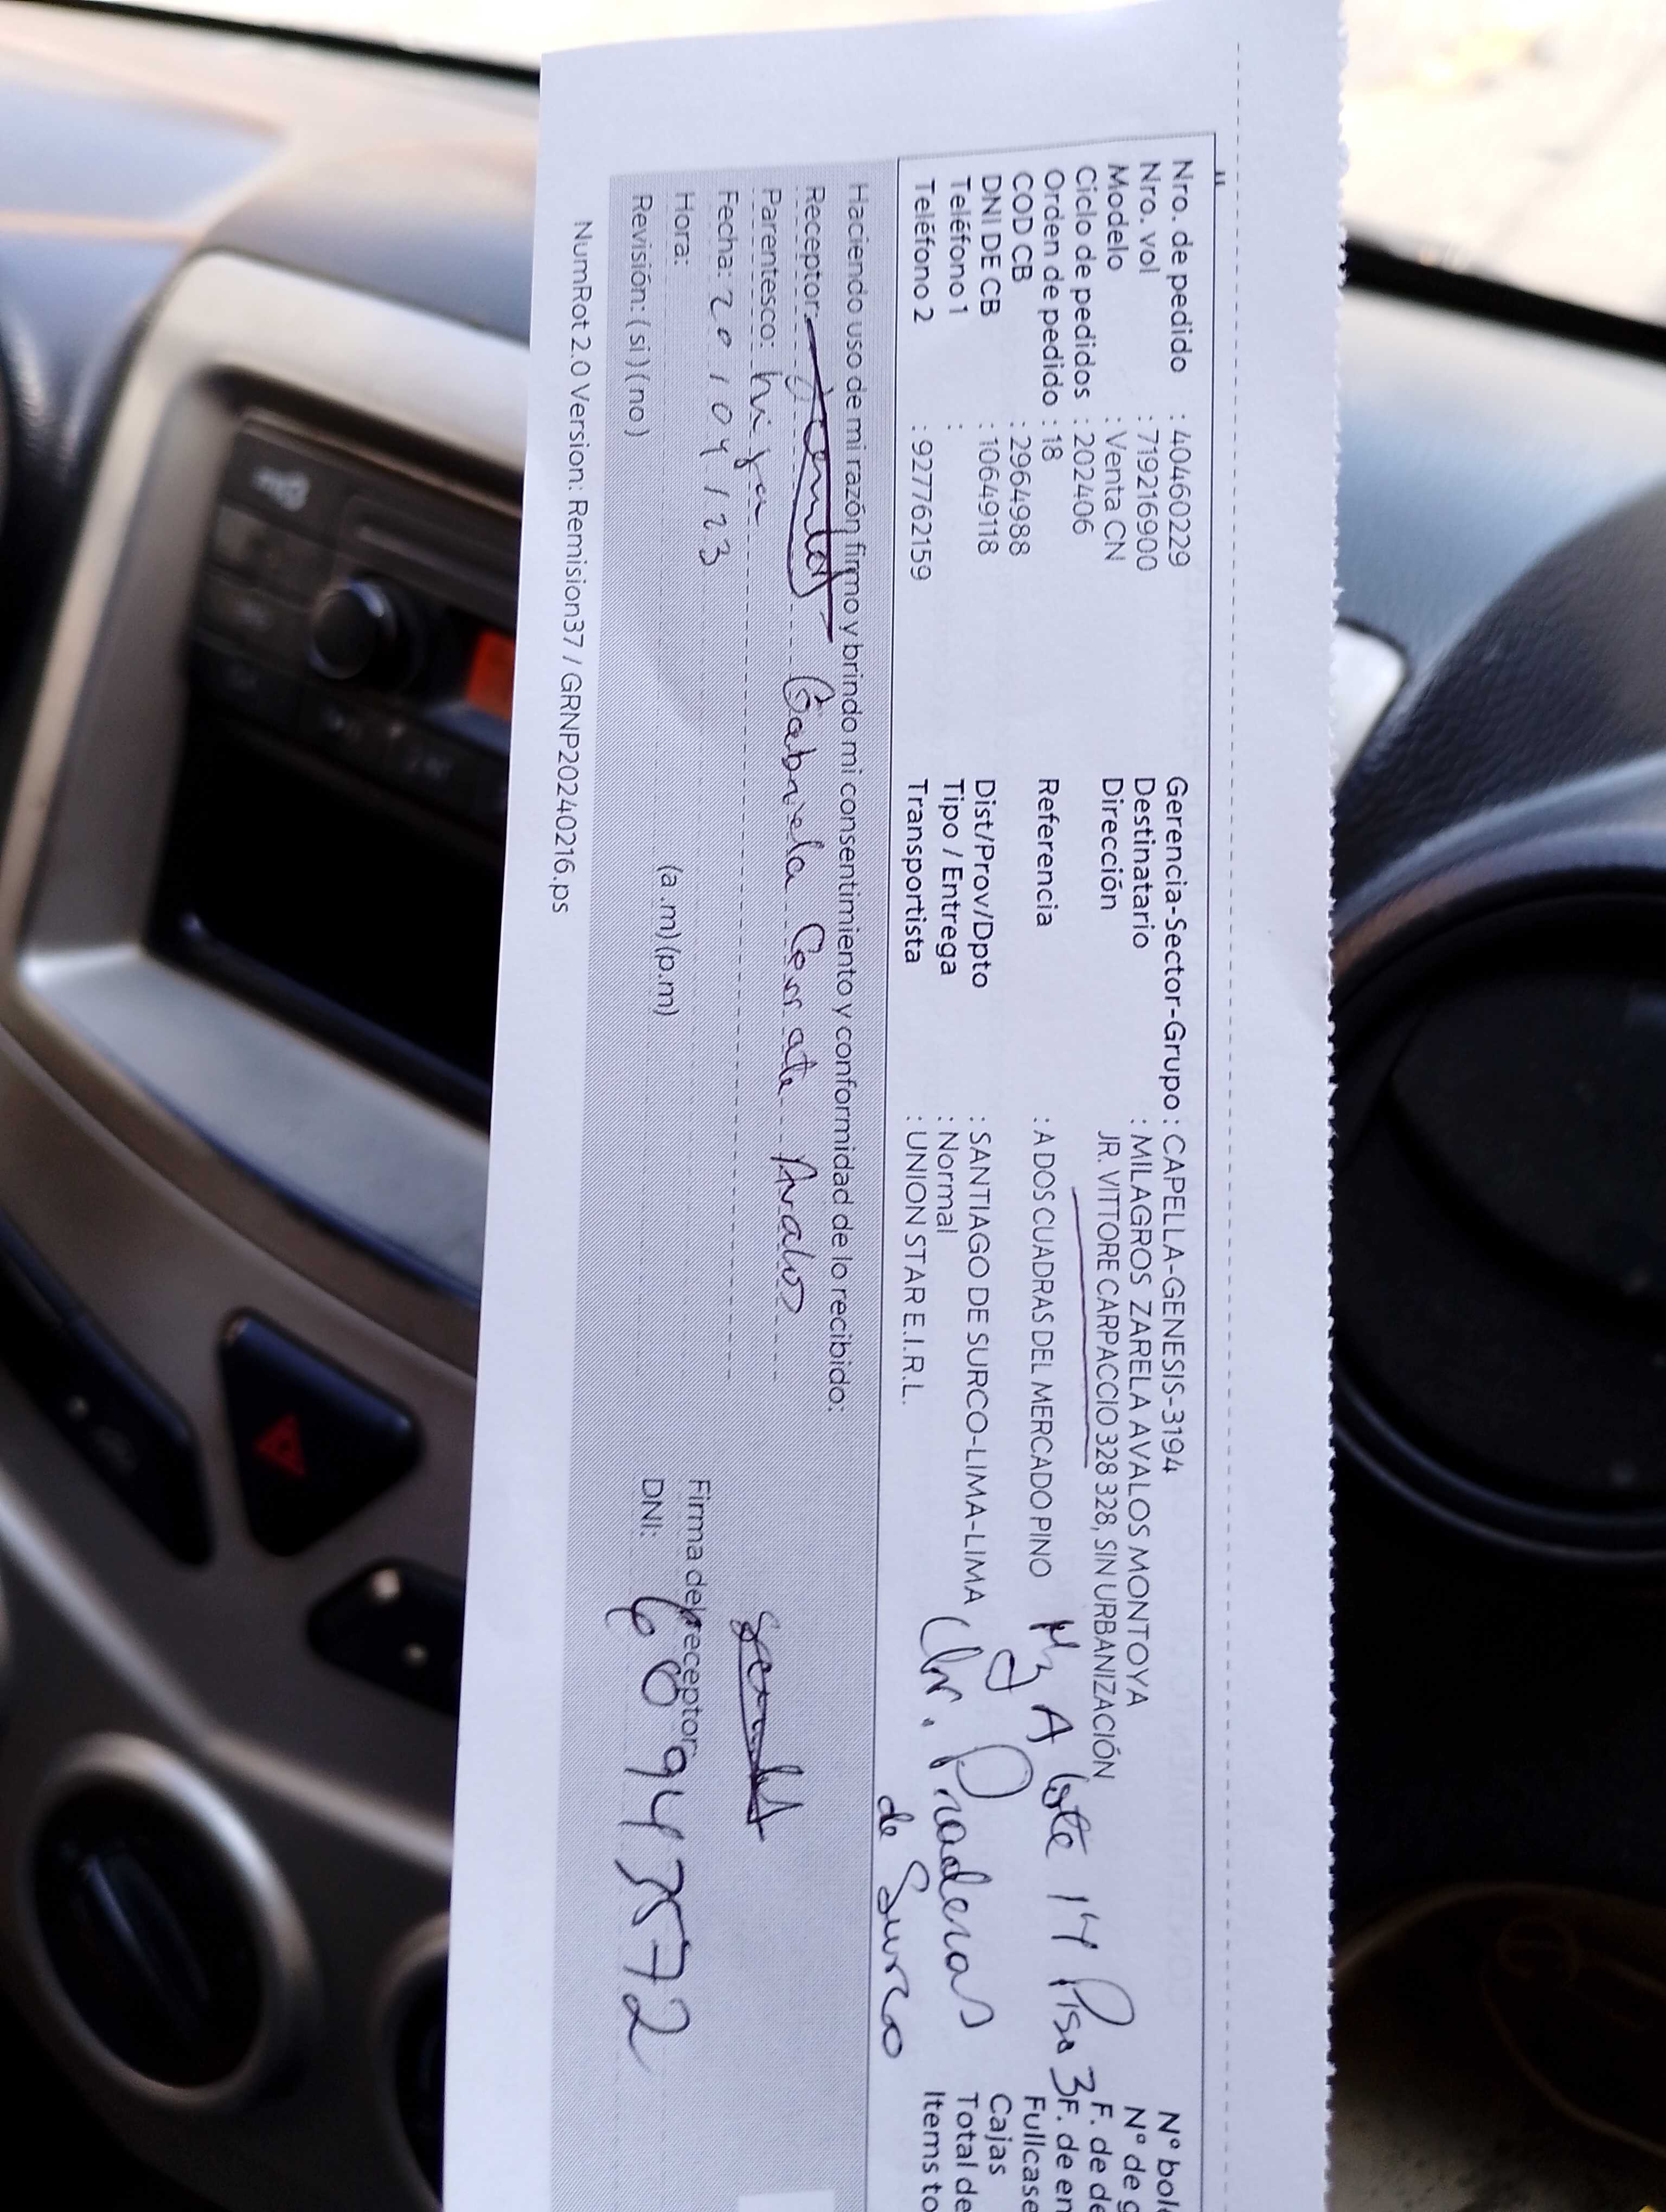 Nro. de pedido : 40460229
Nro. vol : 719216900
Modelo : Venta CN
Ciclo de pedidos : 202406
Orden de pedido : 18
COD CB : 2964988
DNI DE CB : 10649118
Teléfono 1 :
Teléfono 2 : 927762159
Gerencia-Sector-Grupo : CAPELLA-GENESIS-3194
Destinatario : MILAGROS ZARELA AVALOS MONTOYA
Dirección JR. VITTORE CARPACCIO 328 328, SIN URBANIZACIÓN
Referencia : A DOS CUADRAS DEL MERCADO PINO
Dist/Prov/Dpto : SANTIAGO DE SURCO-LIMA-LIMA
Tipo / Entrega : Normal
Transportista : UNION STAR E.I.R.L.
Mz A lote 14 Piso 3
Praderas
de Surco
Nº bol
Nº de g
F. de de
F. de en
Fullcase
Cajas
Total de
Items to
Haciendo uso de mi razón firmo y brindo mi consentimiento y conformidad de lo recibido:
Receptor: Gabriela Avalos
Parentesco: hija
Fecha: 20 / 04 / 23
Hora: (a.m) (p.m)
Revisión: (si) (no)
Firma del receptor
DNI:
NumRot 2.0 Version: Remision37 / GRNP20240216.ps